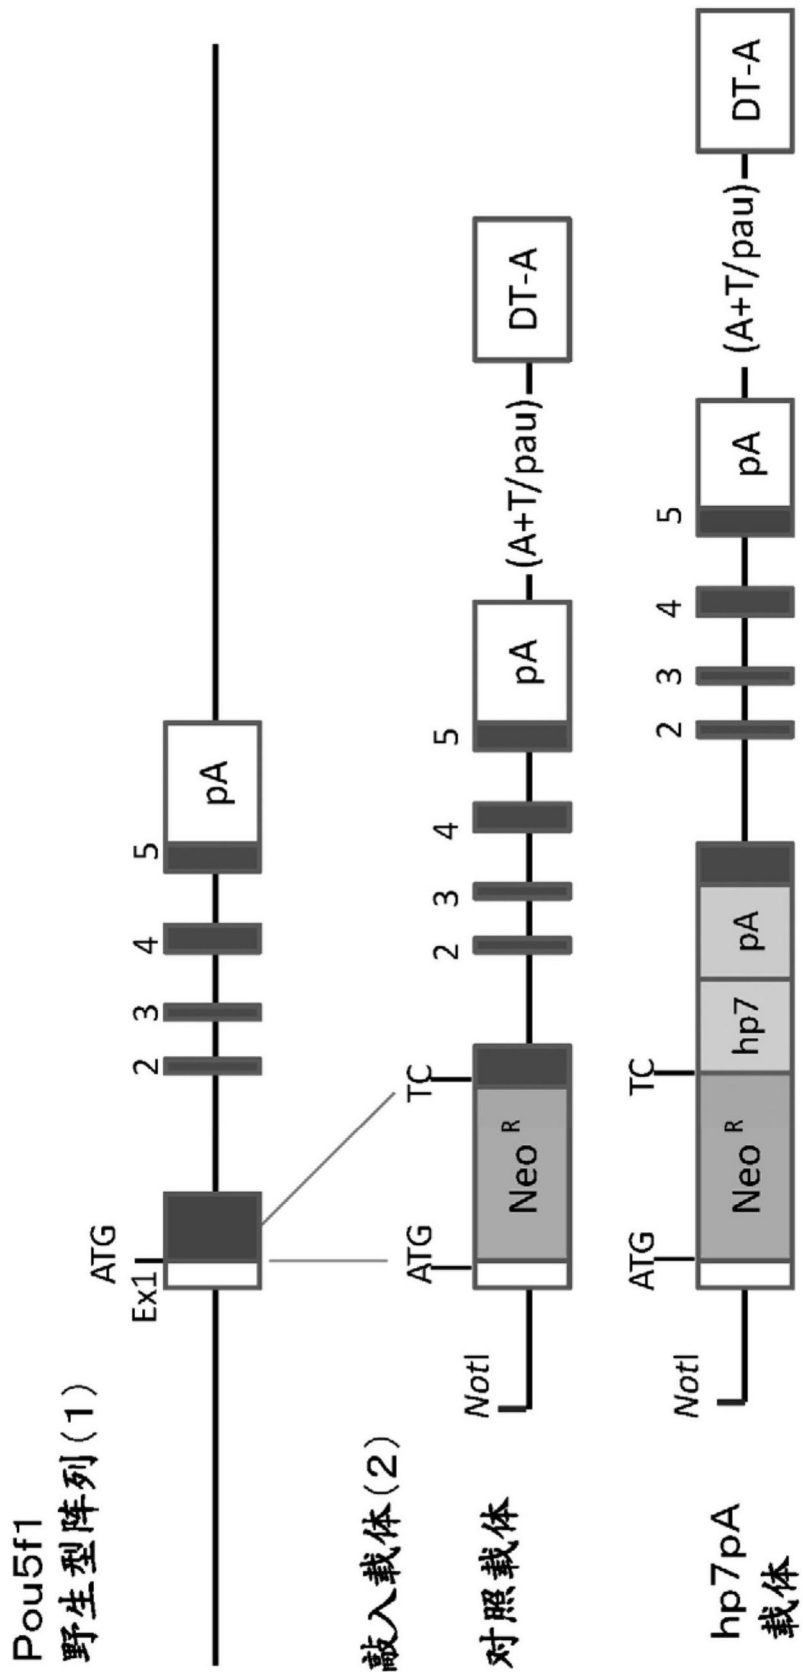 Pou5f1
野生型阵列(1)
ATG
Ex1
2 3 4 5
pA
敲入载体(2)
对照载体
NotI
ATG TC
Neo R
2 3 4 5
pA
(A+T/pau)
DT-A
hp7pA
载体
NotI
ATG TC
Neo R
hp7
pA
2 3 4 5
pA
(A+T/pau)
DT-A